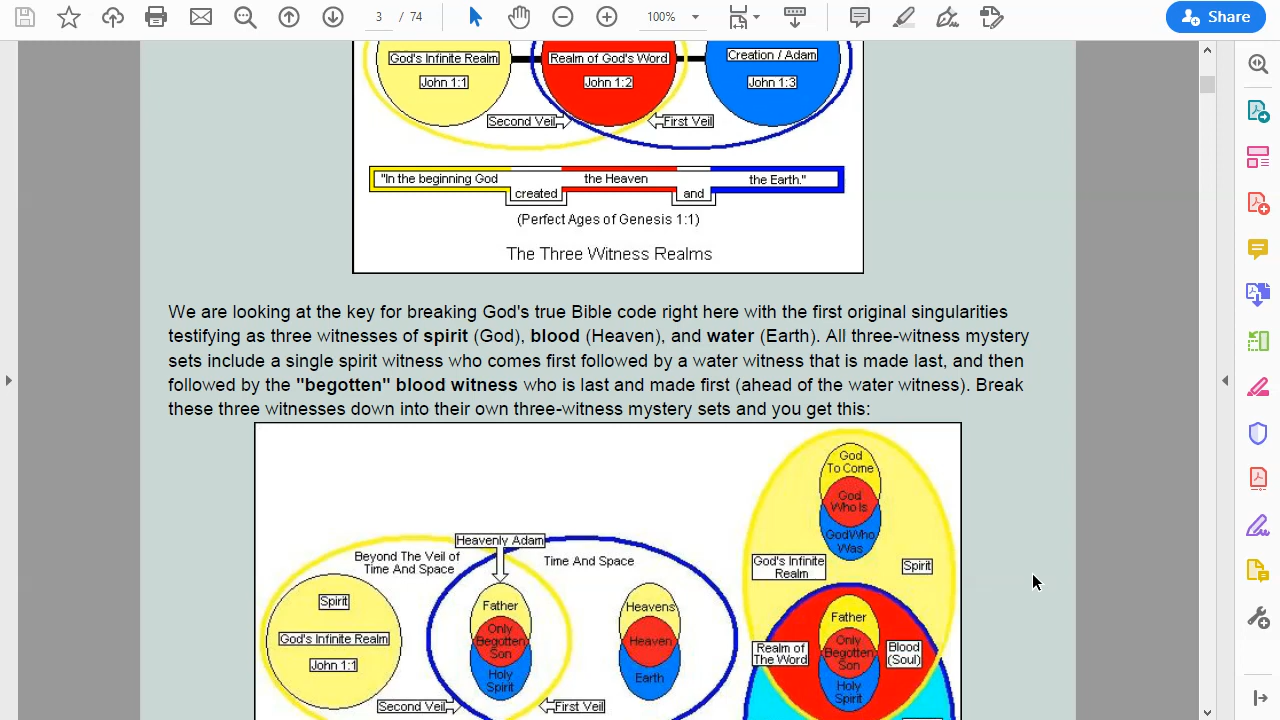 3 / 74
100%
Share
God's Infinite Realm
John 1:1
Realm of God's Word
John 1:2
Creation / Adam
John 1:3
Second Veil
First Veil
"In the beginning God
created
the Heaven
and
the Earth."
(Perfect Ages of Genesis 1:1)
The Three Witness Realms
We are looking at the key for breaking God's true Bible code right here with the first original singularities
testifying as three witnesses of spirit (God), blood (Heaven), and water (Earth). All three-witness mystery
sets include a single spirit witness who comes first followed by a water witness that is made last, and then
followed by the "begotten" blood witness who is last and made first (ahead of the water witness). Break
these three witnesses down into their own three-witness mystery sets and you get this:
Heavenly Adam
Beyond The Veil of
Time And Space
Time And Space
Spirit
God's Infinite Realm
John 1:1
Father
Only
Begotten
Son
Holy
Spirit
Heavens
Heaven
Earth
Second Veil
First Veil
God
To Come
God
Who Is
God Who
Was
God's Infinite
Realm
Spirit
Father
Only
Begotten
Son
Holy
Spirit
Realm of
The Word
Blood
(Soul)